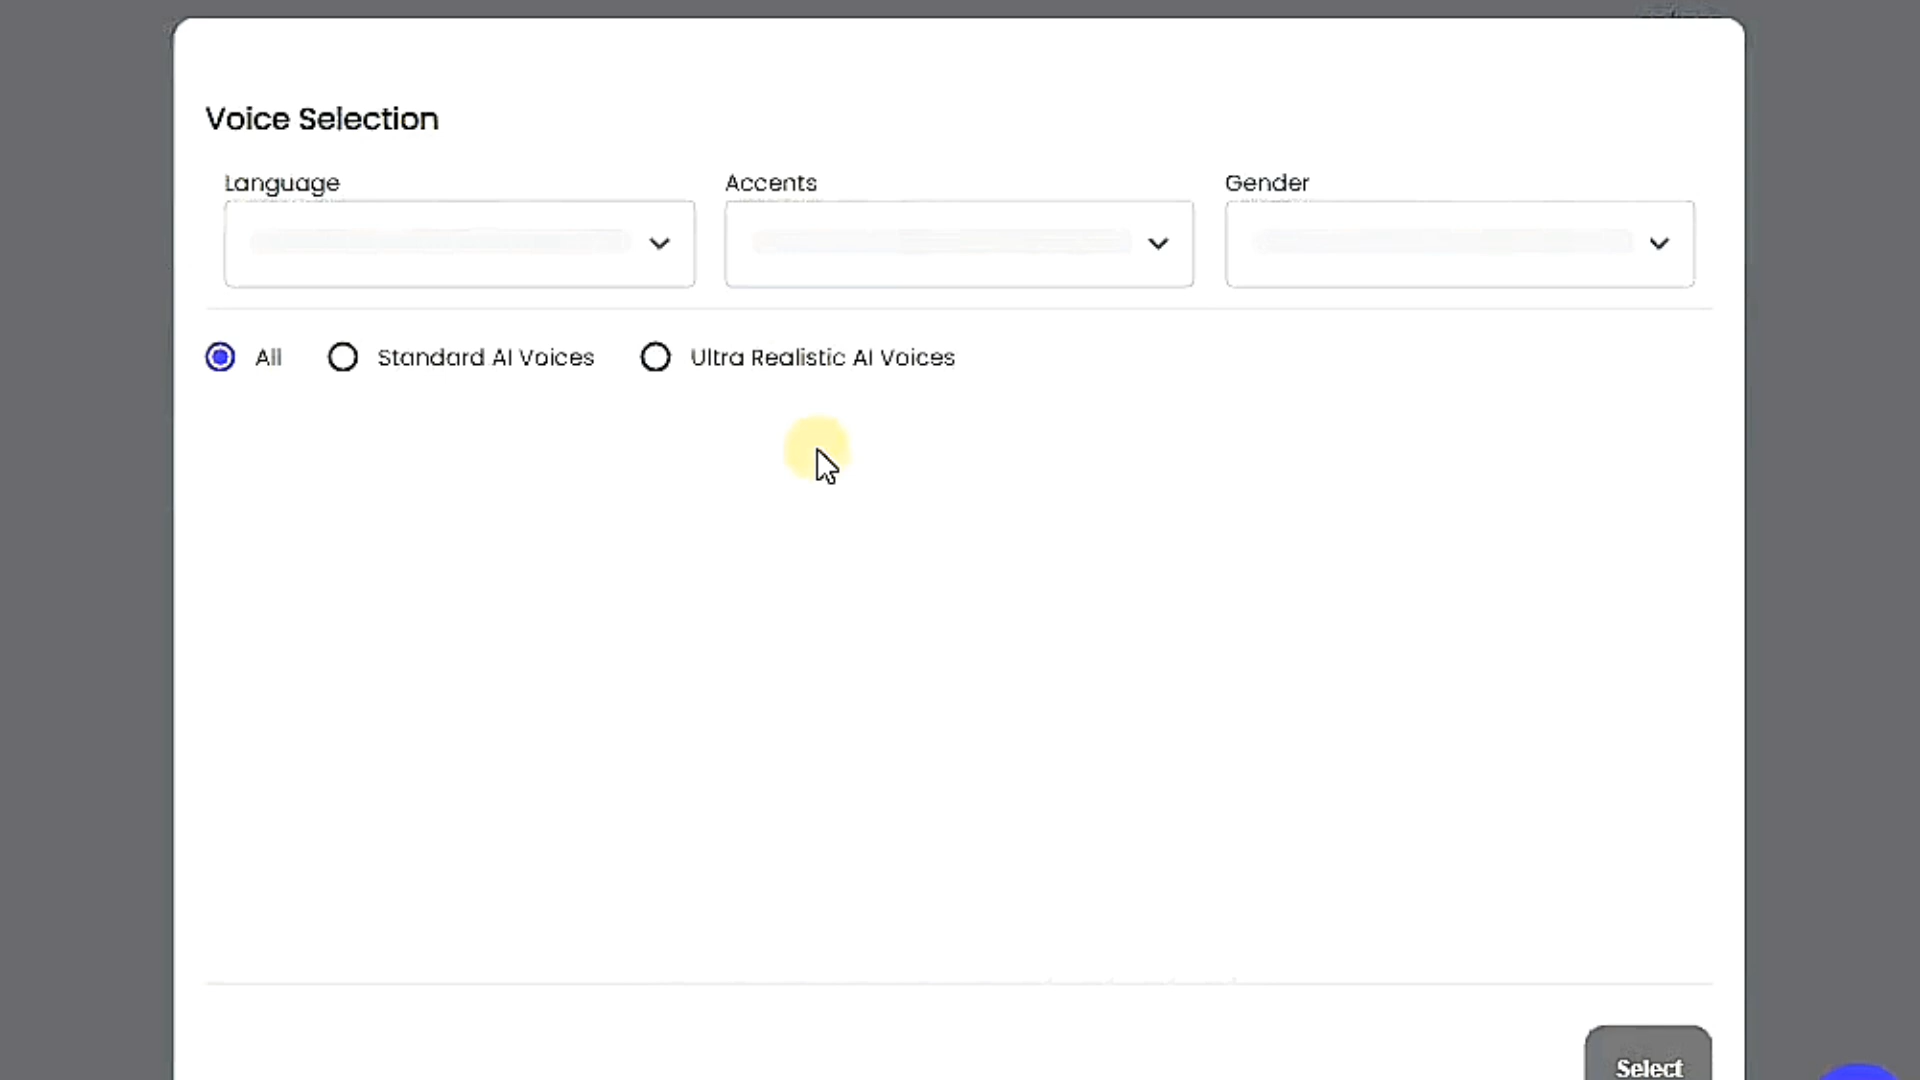 Voice Selection
Language Accents Gender
All Standard AI Voices Ultra Realistic AI Voices
Select